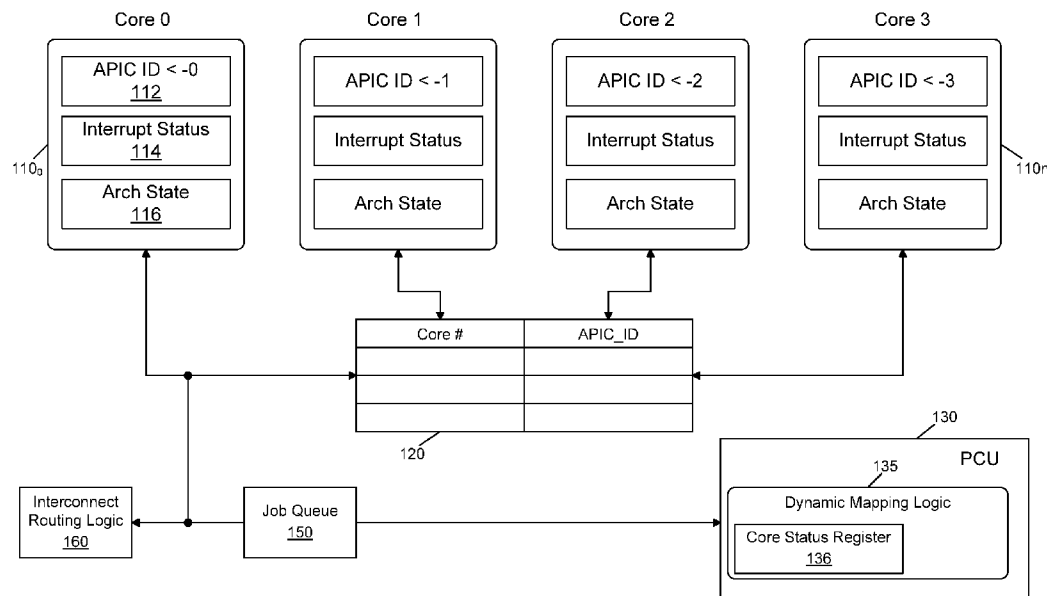 Core 0
Core 1
Core 2
Core 3
APIC ID < -0
112
APIC ID < -1
APIC ID < -2
APIC ID < -3
Interrupt Status
114
Interrupt Status
Interrupt Status
Interrupt Status
110₀
110n
Arch State
116
Arch State
Arch State
Arch State
Core #
APIC_ID
120
130
PCU
135
Dynamic Mapping Logic
Core Status Register
136
Interconnect
Routing Logic
160
Job Queue
150